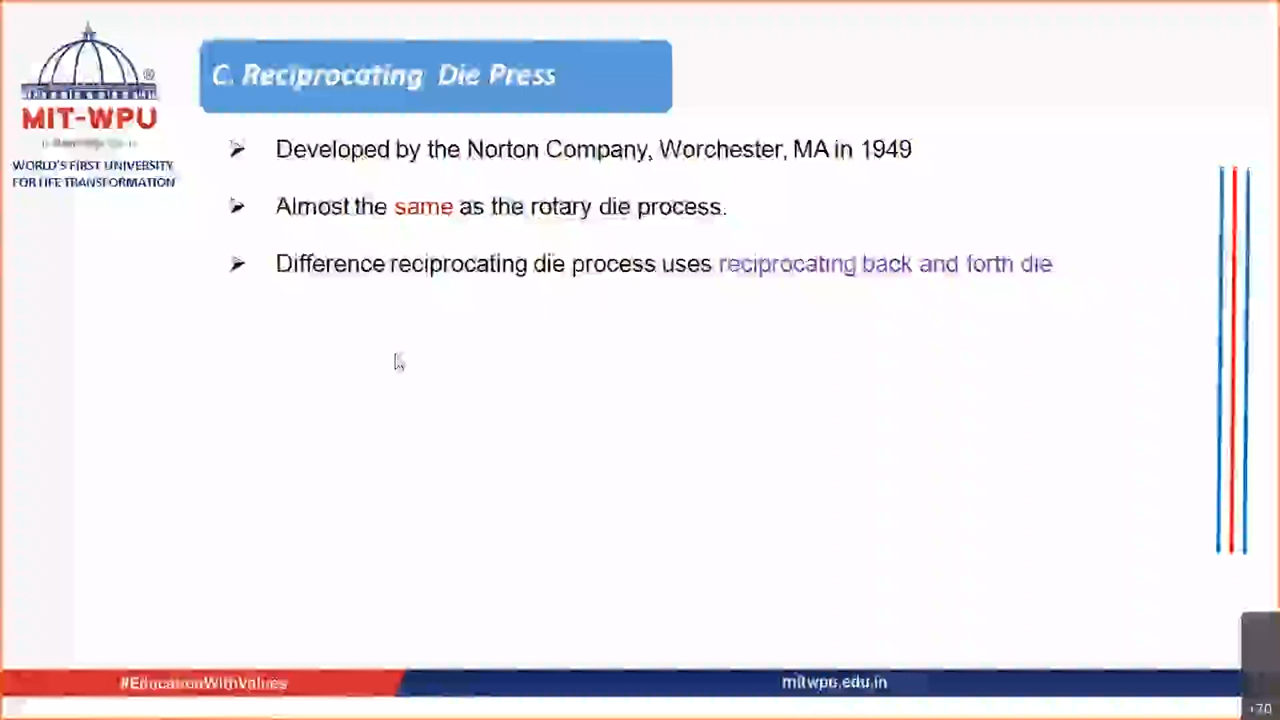 C. Reciprocating Die Press
®
MIT-WPU
WORLD'S FIRST UNIVERSITY
FOR LIFE TRANSFORMATION
➢ Developed by the Norton Company, Worchester, MA in 1949
➢ Almost the same as the rotary die process.
➢ Difference reciprocating die process uses reciprocating back and forth die
#EducationWithValues
mitwpu.edu.in
+70